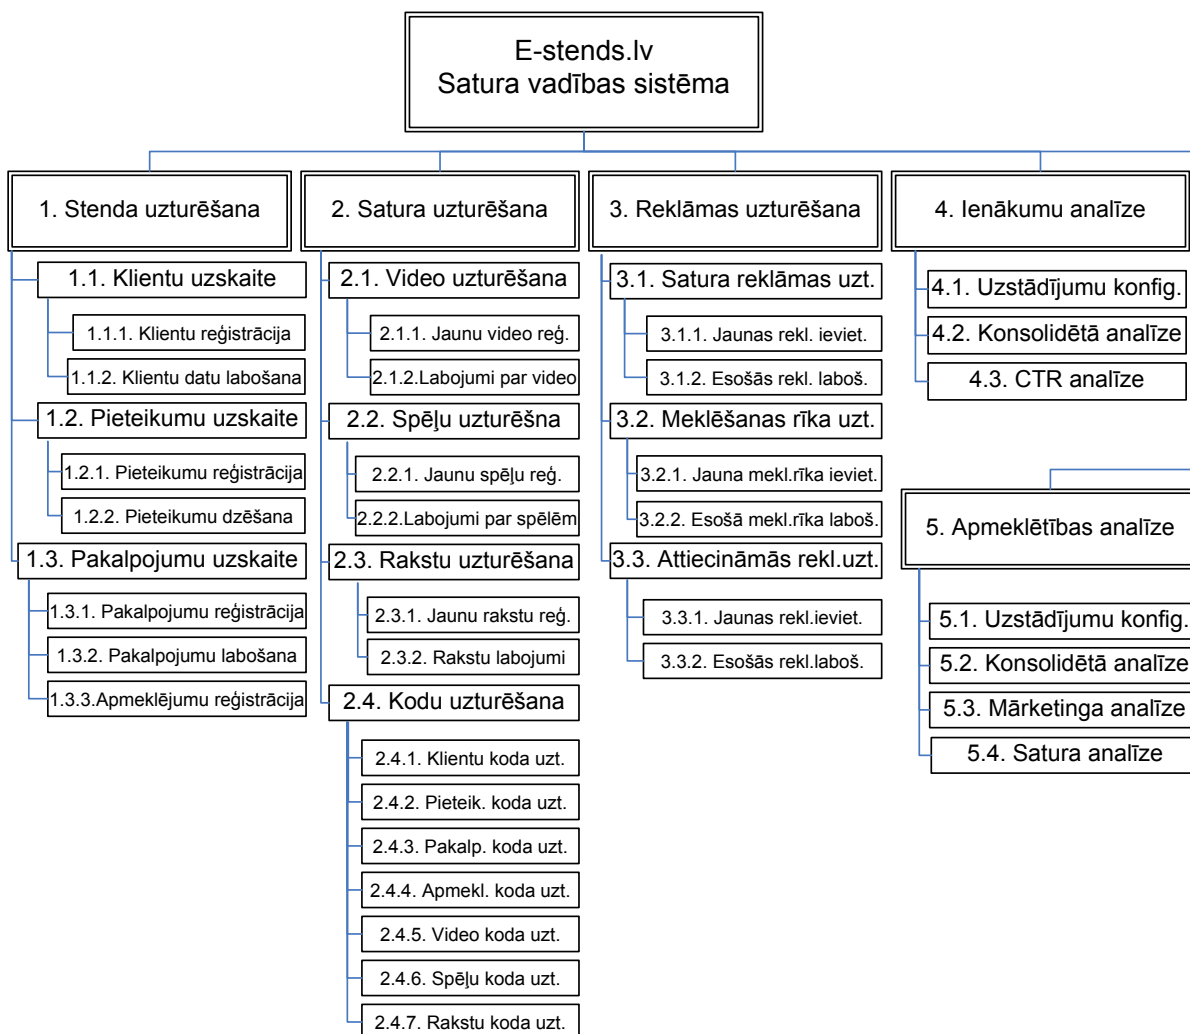 E-stends.lv
Satura vadības sistēma
1. Stenda uzturēšana
1.1. Klientu uzskaite
1.1.1. Klientu reģistrācija
1.1.2. Klientu datu labošana
1.2. Pieteikumu uzskaite
1.2.1. Pieteikumu reģistrācija
1.2.2. Pieteikumu dzēšana
1.3. Pakalpojumu uzskaite
1.3.1. Pakalpojumu reģistrācija
1.3.2. Pakalpojumu labošana
1.3.3.Apmeklējumu reģistrācija
2. Satura uzturēšana
2.1. Video uzturēšana
2.1.1. Jaunu video reģ.
2.1.2.Labojumi par video
2.2. Spēļu uzturēšna
2.2.1. Jaunu spēļu reģ.
2.2.2.Labojumi par spēlēm
2.3. Rakstu uzturēšana
2.3.1. Jaunu rakstu reģ.
2.3.2. Rakstu labojumi
2.4. Kodu uzturēšana
2.4.1. Klientu koda uzt.
2.4.2. Pieteik. koda uzt.
2.4.3. Pakalp. koda uzt.
2.4.4. Apmekl. koda uzt.
2.4.5. Video koda uzt.
2.4.6. Spēļu koda uzt.
2.4.7. Rakstu koda uzt.
3. Reklāmas uzturēšana
3.1. Satura reklāmas uzt.
3.1.1. Jaunas rekl. ieviet.
3.1.2. Esošās rekl. laboš.
3.2. Meklēšanas rīka uzt.
3.2.1. Jauna mekl.rīka ieviet.
3.2.2. Esošā mekl.rīka laboš.
3.3. Attiecināmās rekl.uzt.
3.3.1. Jaunas rekl.ieviet.
3.3.2. Esošās rekl.laboš.
4. Ienākumu analīze
4.1. Uzstādījumu konfig.
4.2. Konsolidētā analīze
4.3. CTR analīze
5. Apmeklētības analīze
5.1. Uzstādījumu konfig.
5.2. Konsolidētā analīze
5.3. Mārketinga analīze
5.4. Satura analīze